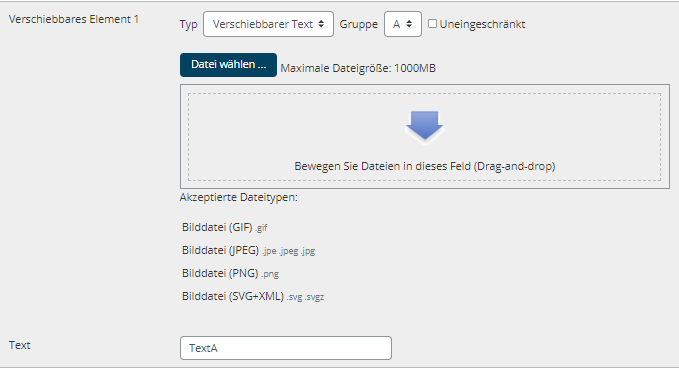 Verschiebbares Element 1
Typ Verschiebbarer Text Gruppe A Uneingeschränkt
Datei wählen ... Maximale Dateigröße: 1000MB
Bewegen Sie Dateien in dieses Feld (Drag-and-drop)
Akzeptierte Dateitypen:
Bilddatei (GIF) .gif
Bilddatei (JPEG) .jpe .jpeg .jpg
Bilddatei (PNG) .png
Bilddatei (SVG+XML) .svg .svgz
Text TextA